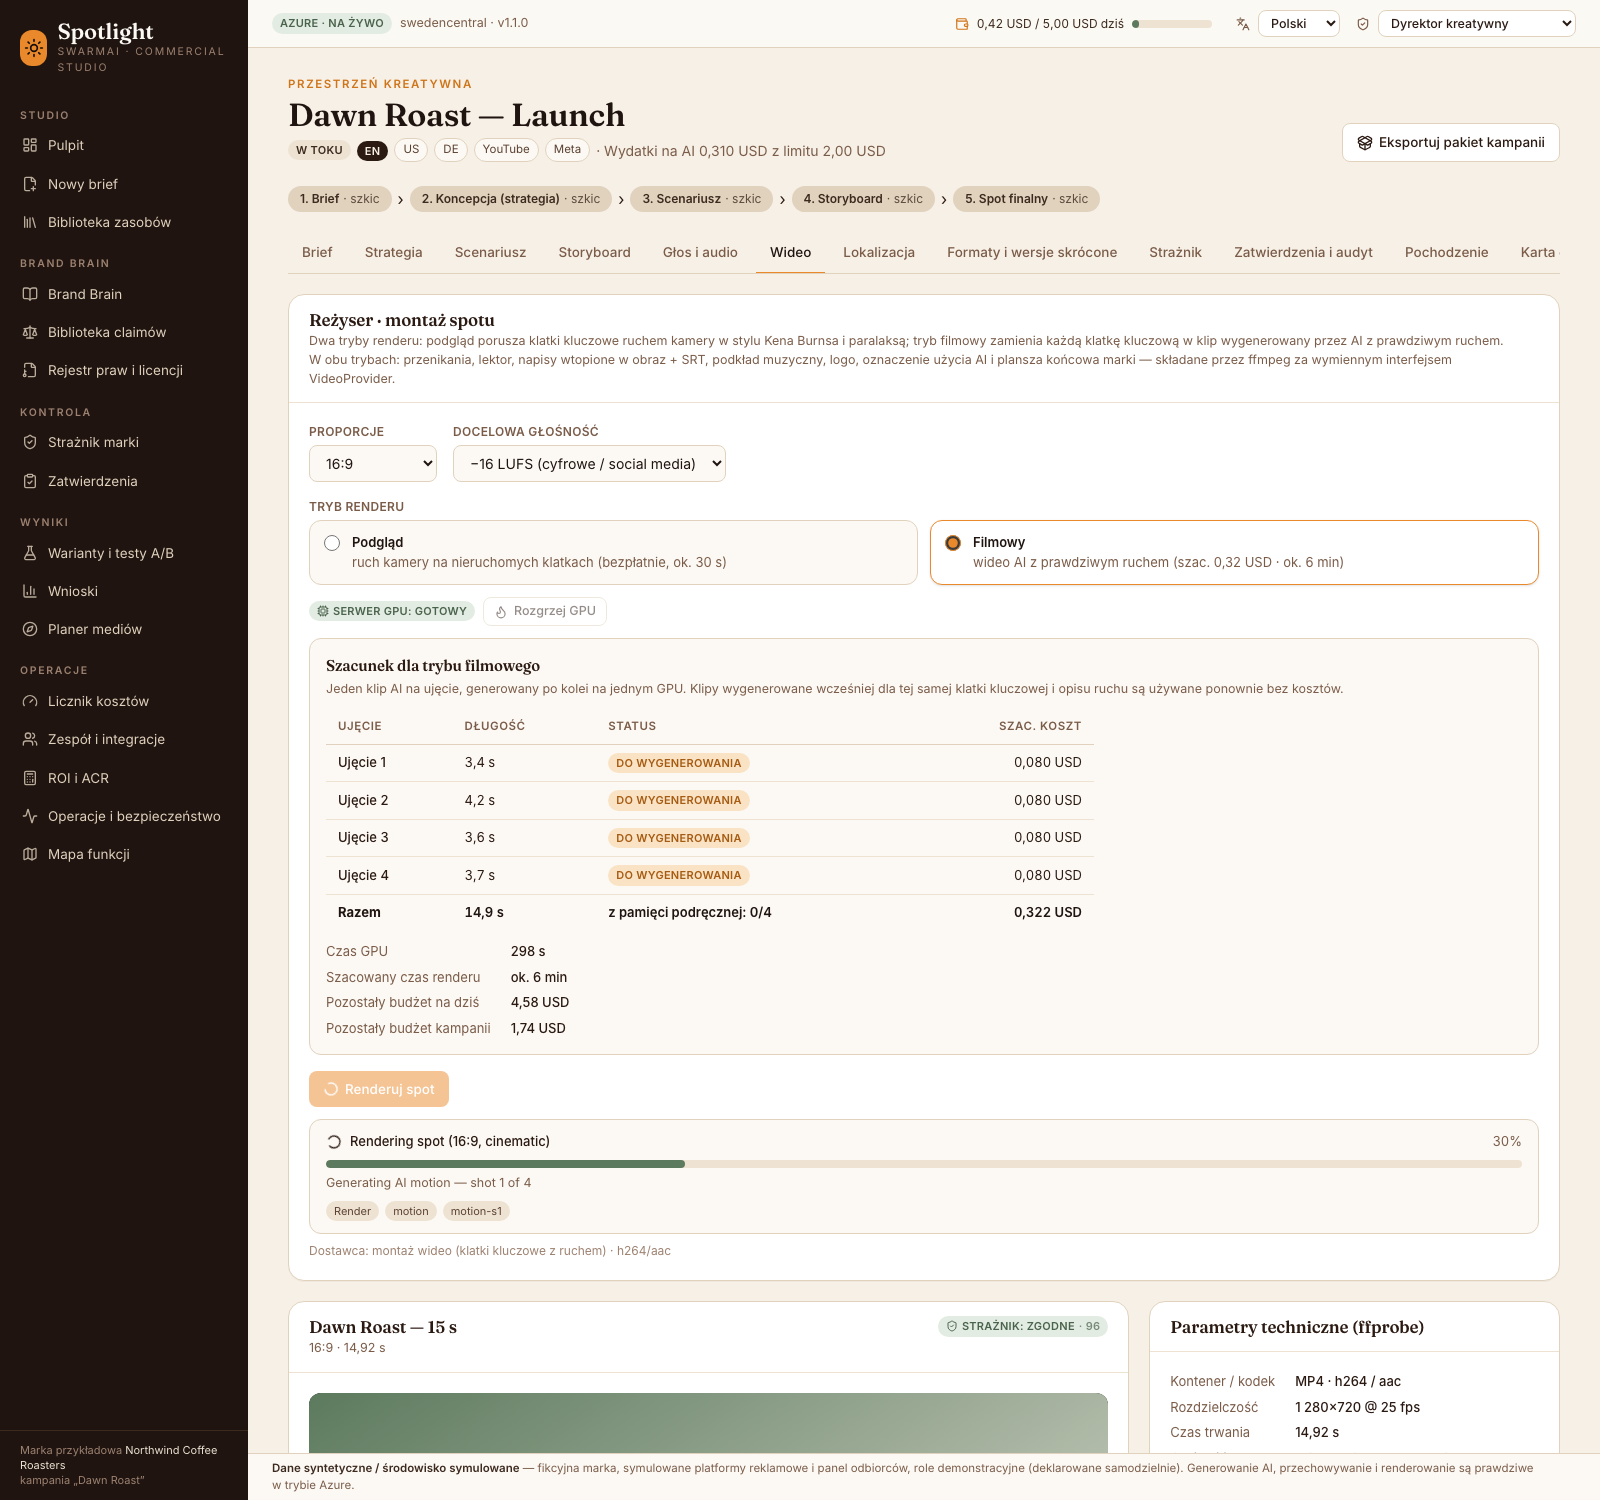 Spotlight
SWARMAI · COMMERCIAL
STUDIO
STUDIO
Pulpit
Nowy brief
Biblioteka zasobów
BRAND BRAIN
Brand Brain
Biblioteka claimów
Rejestr praw i licencji
KONTROLA
Strażnik marki
Zatwierdzenia
WYNIKI
Warianty i testy A/B
Wnioski
Planer mediów
OPERACJE
Licznik kosztów
Zespół i integracje
ROI i ACR
Operacje i bezpieczeństwo
Mapa funkcji
Marka przykładowa Northwind Coffee
Roasters
kampania „Dawn Roast”
AZURE · NA ŻYWO swedencentral · v1.1.0
0,42 USD / 5,00 USD dziś
Polski
Dyrektor kreatywny
PRZESTRZEŃ KREATYWNA
Dawn Roast — Launch
W TOKU EN US DE YouTube Meta · Wydatki na AI 0,310 USD z limitu 2,00 USD
Eksportuj pakiet kampanii
1. Brief · szkic › 2. Koncepcja (strategia) · szkic › 3. Scenariusz · szkic › 4. Storyboard · szkic › 5. Spot finalny · szkic
Brief Strategia Scenariusz Storyboard Głos i audio Wideo Lokalizacja Formaty i wersje skrócone Strażnik Zatwierdzenia i audyt Pochodzenie Karta
Reżyser · montaż spotu
Dwa tryby renderu: podgląd porusza klatki kluczowe ruchem kamery w stylu Kena Burnsa i paralaksą; tryb filmowy zamienia każdą klatkę kluczową w klip wygenerowany przez AI z prawdziwym ruchem.
W obu trybach: przenikania, lektor, napisy wtopione w obraz + SRT, podkład muzyczny, logo, oznaczenie użycia AI i plansza końcowa marki — składane przez ffmpeg za wymiennym interfejsem
VideoProvider.
PROPORCJE DOCELOWA GŁOŚNOŚĆ
16:9 −16 LUFS (cyfrowe / social media)
TRYB RENDERU
Podgląd
ruch kamery na nieruchomych klatkach (bezpłatnie, ok. 30 s)
Filmowy
wideo AI z prawdziwym ruchem (szac. 0,32 USD · ok. 6 min)
SERWER GPU: GOTOWY Rozgrzej GPU
Szacunek dla trybu filmowego
Jeden klip AI na ujęcie, generowany po kolei na jednym GPU. Klipy wygenerowane wcześniej dla tej samej klatki kluczowej i opisu ruchu są używane ponownie bez kosztów.
UJĘCIE DŁUGOŚĆ STATUS SZAC. KOSZT
Ujęcie 1 3,4 s DO WYGENEROWANIA 0,080 USD
Ujęcie 2 4,2 s DO WYGENEROWANIA 0,080 USD
Ujęcie 3 3,6 s DO WYGENEROWANIA 0,080 USD
Ujęcie 4 3,7 s DO WYGENEROWANIA 0,080 USD
Razem 14,9 s z pamięci podręcznej: 0/4 0,322 USD
Czas GPU 298 s
Szacowany czas renderu ok. 6 min
Pozostały budżet na dziś 4,58 USD
Pozostały budżet kampanii 1,74 USD
Renderuj spot
Rendering spot (16:9, cinematic) 30%
Generating AI motion — shot 1 of 4
Render motion motion-s1
Dostawca: montaż wideo (klatki kluczowe z ruchem) · h264/aac
Dawn Roast — 15 s
16:9 · 14,92 s
STRAŻNIK: ZGODNE · 96
Parametry techniczne (ffprobe)
Kontener / kodek MP4 · h264 / aac
Rozdzielczość 1 280×720 @ 25 fps
Czas trwania 14,92 s
Dane syntetyczne / środowisko symulowane — fikcyjna marka, symulowane platformy reklamowe i panel odbiorców, role demonstracyjne (deklarowane samodzielnie). Generowanie AI, przechowywanie i renderowanie są prawdziwe
w trybie Azure.